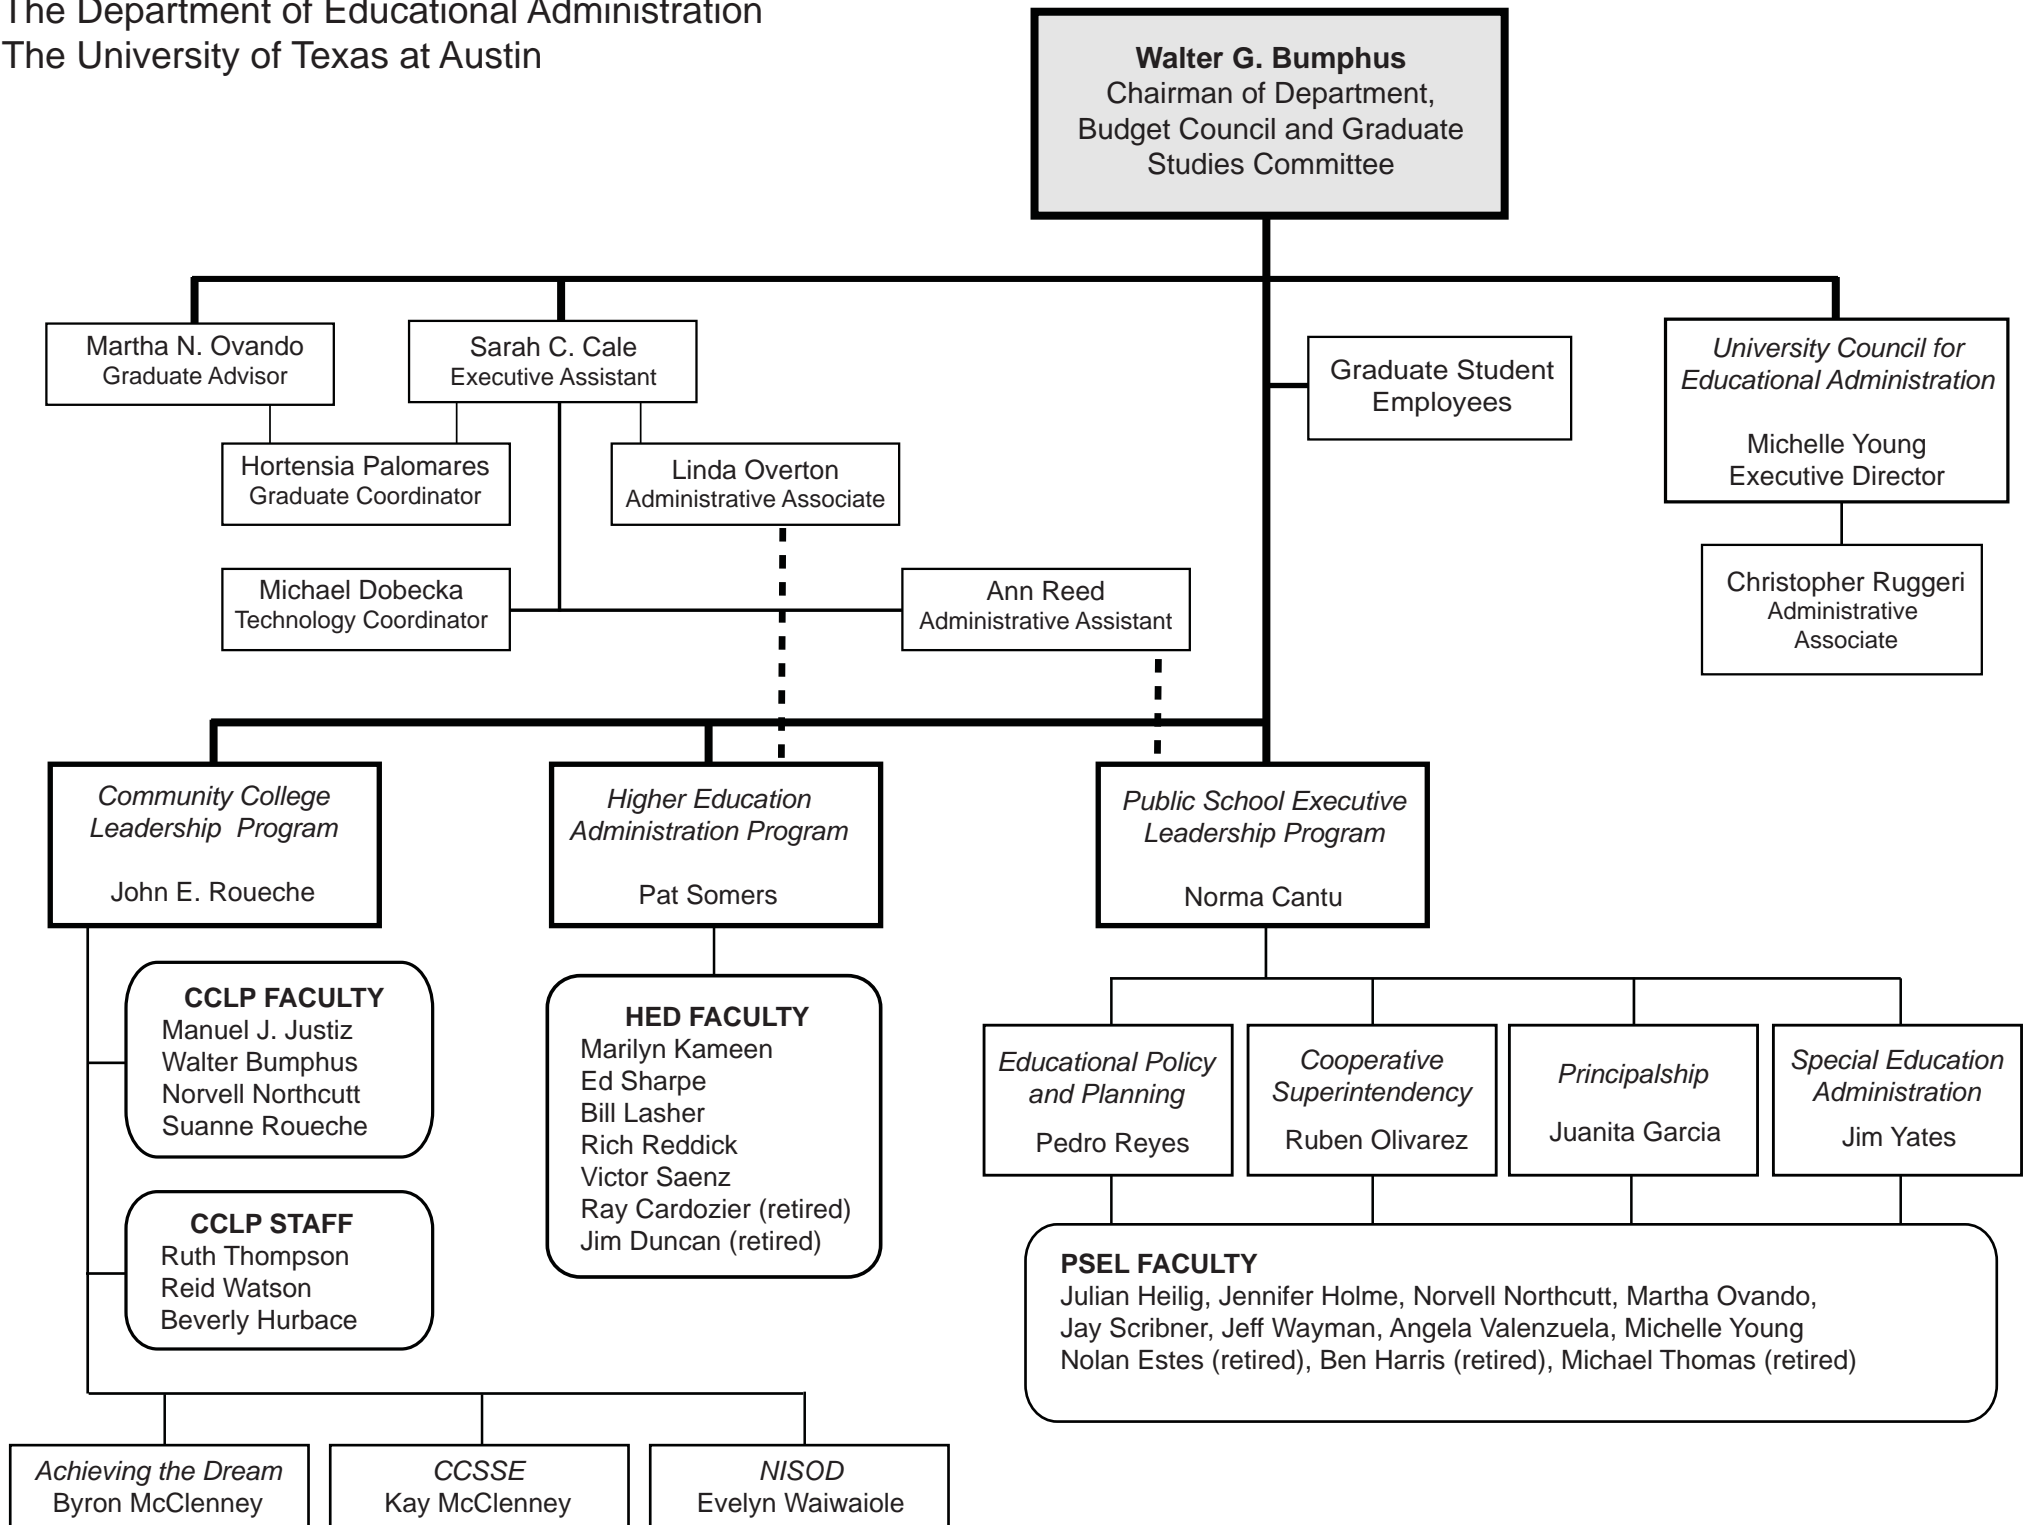 The Department of Educational Administration
The University of Texas at Austin
Walter G. Bumphus
Chairman of Department,
Budget Council and Graduate
Studies Committee
Martha N. Ovando
Graduate Advisor
Sarah C. Cale
Executive Assistant
Graduate Student
Employees
University Council for
Educational Administration
Michelle Young
Executive Director
Hortensia Palomares
Graduate Coordinator
Linda Overton
Administrative Associate
Michael Dobecka
Technology Coordinator
Ann Reed
Administrative Assistant
Christopher Ruggeri
Administrative
Associate
Community College
Leadership Program
John E. Roueche
Higher Education
Administration Program
Pat Somers
Public School Executive
Leadership Program
Norma Cantu
CCLP FACULTY
Manuel J. Justiz
Walter Bumphus
Norvell Northcutt
Suanne Roueche
CCLP STAFF
Ruth Thompson
Reid Watson
Beverly Hurbace
HED FACULTY
Marilyn Kameen
Ed Sharpe
Bill Lasher
Rich Reddick
Victor Saenz
Ray Cardozier (retired)
Jim Duncan (retired)
Educational Policy
and Planning
Pedro Reyes
Cooperative
Superintendency
Ruben Olivarez
Principalship
Juanita Garcia
Special Education
Administration
Jim Yates
PSEL FACULTY
Julian Heilig, Jennifer Holme, Norvell Northcutt, Martha Ovando,
Jay Scribner, Jeff Wayman, Angela Valenzuela, Michelle Young
Nolan Estes (retired), Ben Harris (retired), Michael Thomas (retired)
Achieving the Dream
Byron McClenney
CCSSE
Kay McClenney
NISOD
Evelyn Waiwaiole